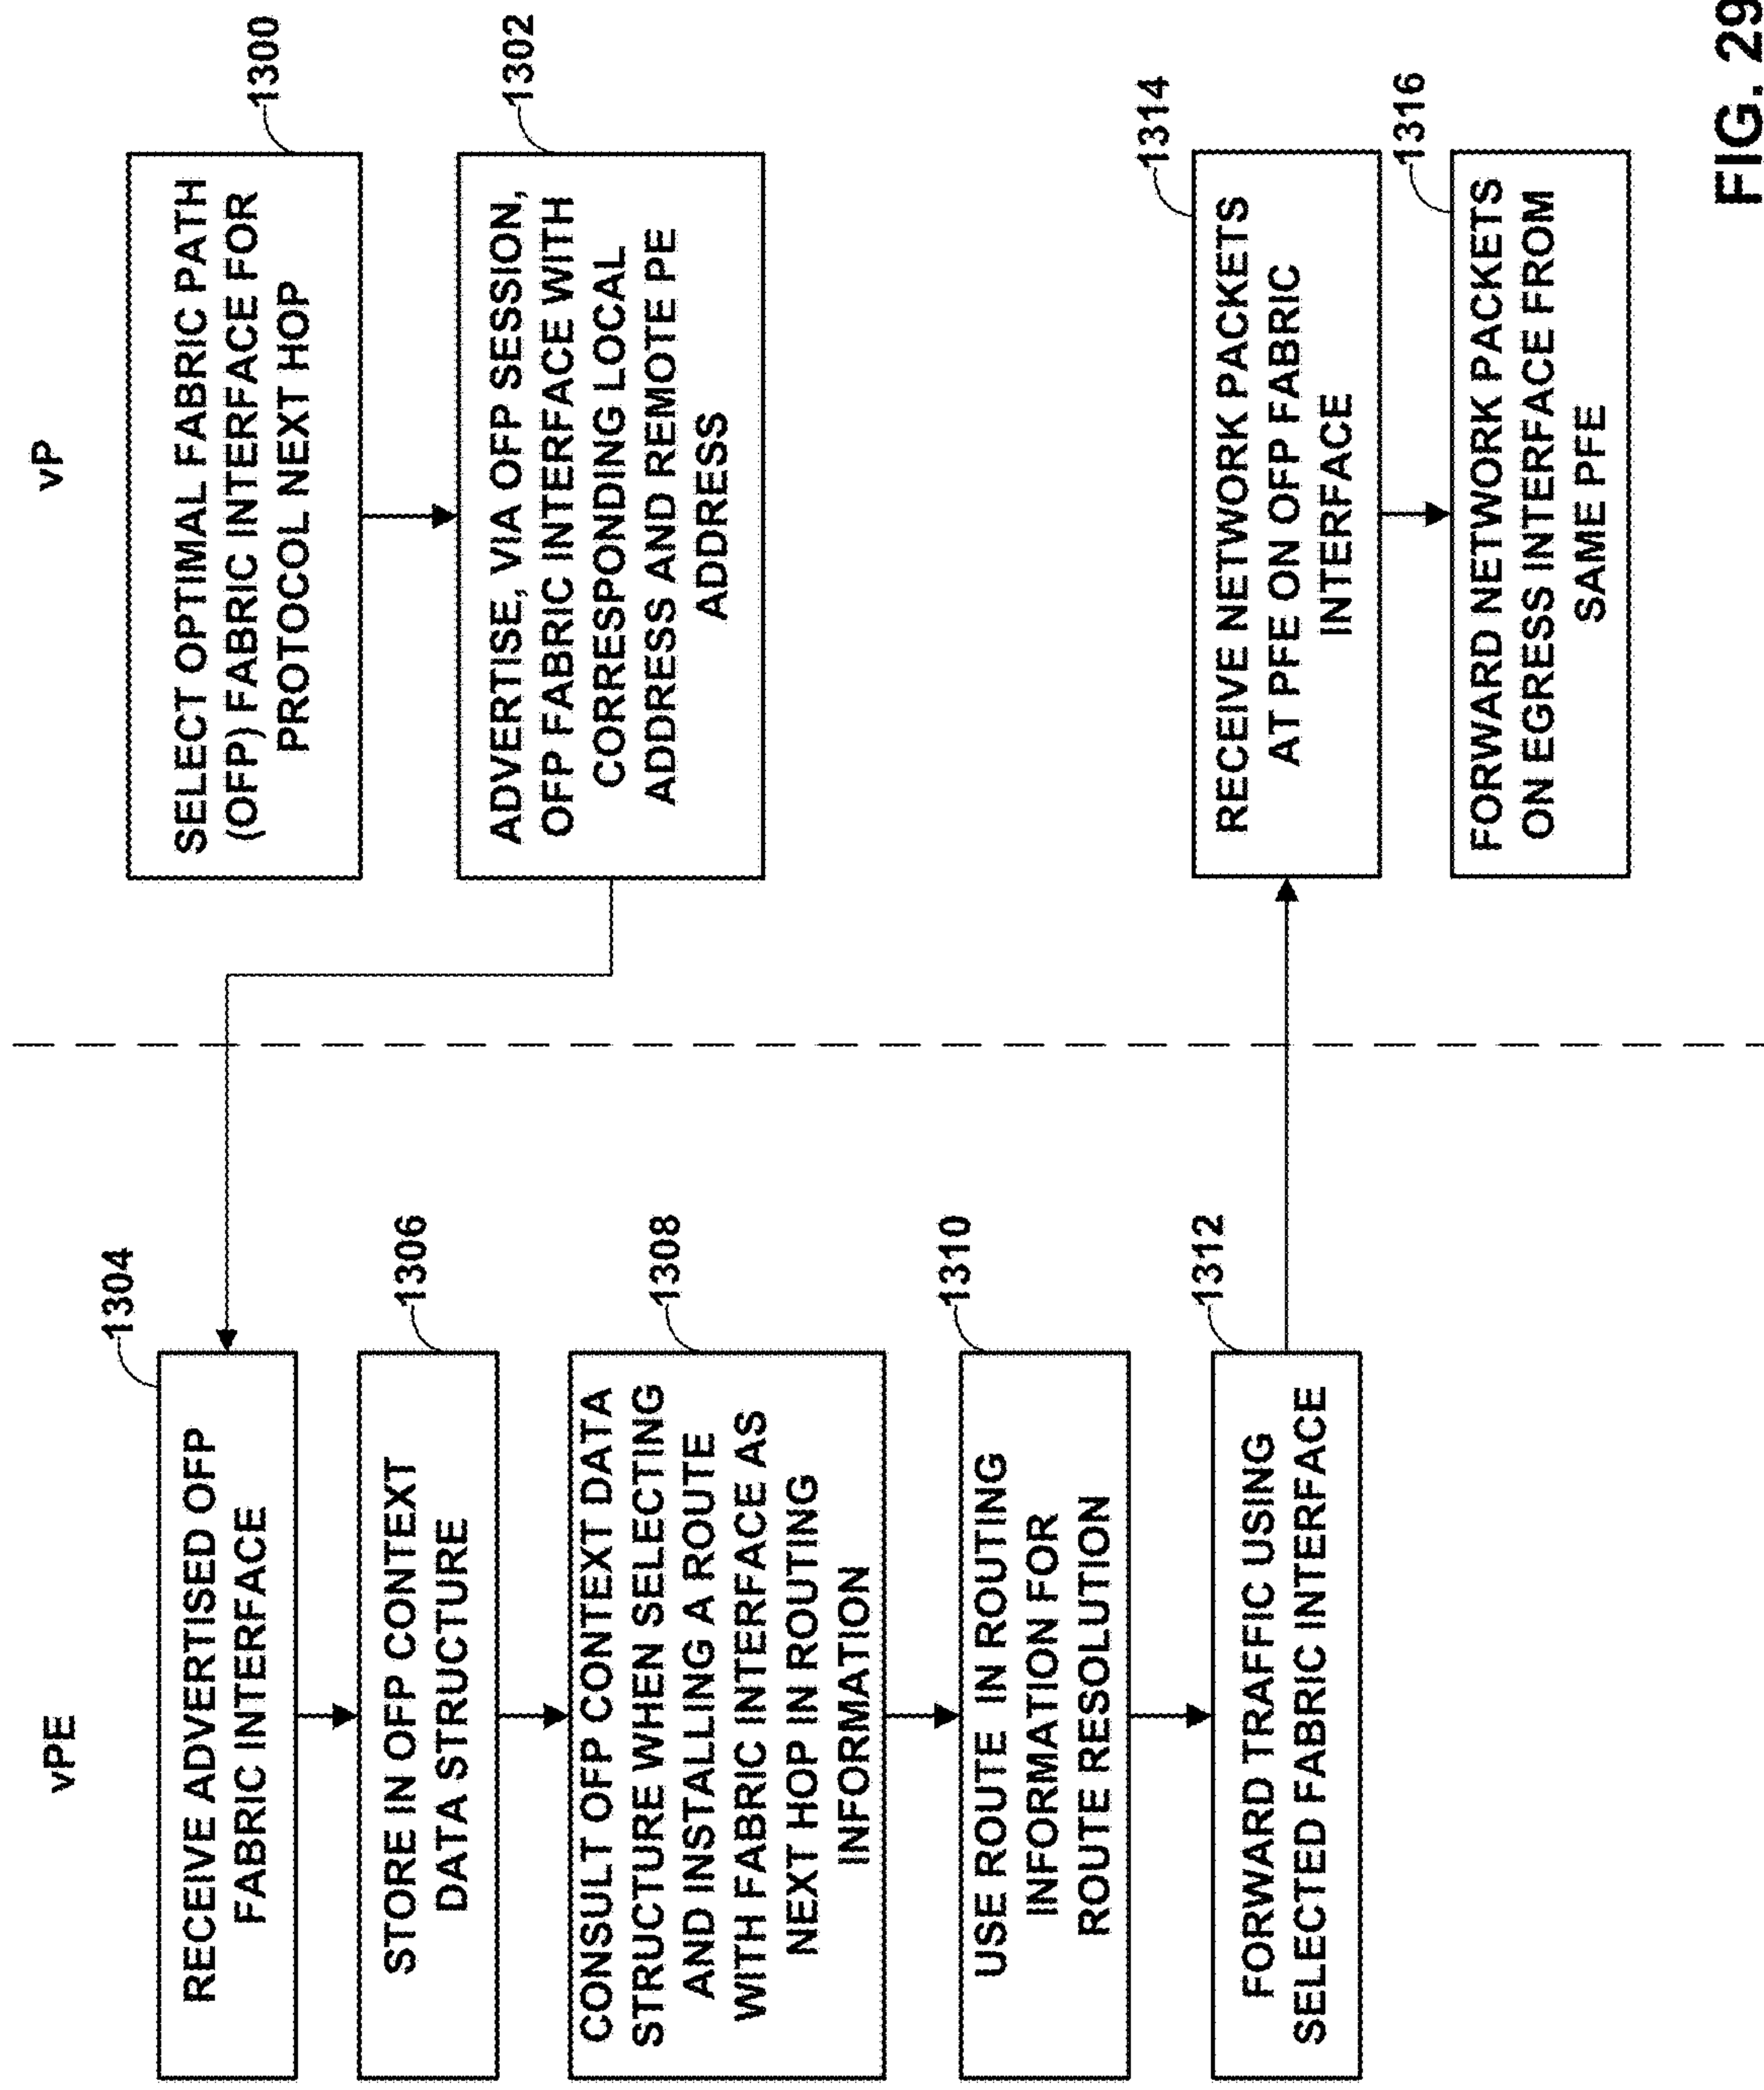 vPE
vP
SELECT OPTIMAL FABRIC PATH
(OFP) FABRIC INTERFACE FOR
PROTOCOL NEXT HOP
1300
ADVERTISE, VIA OFP SESSION,
OFP FABRIC INTERFACE WITH
CORRESPONDING LOCAL
ADDRESS AND REMOTE PE
ADDRESS
1302
RECEIVE ADVERTISED OFP
FABRIC INTERFACE
1304
STORE IN OFP CONTEXT
DATA STRUCTURE
1306
CONSULT OFP CONTEXT DATA
STRUCTURE WHEN SELECTING
AND INSTALLING A ROUTE
WITH FABRIC INTERFACE AS
NEXT HOP IN ROUTING
INFORMATION
1308
USE ROUTE IN ROUTING
INFORMATION FOR
ROUTE RESOLUTION
1310
FORWARD TRAFFIC USING
SELECTED FABRIC INTERFACE
1312
RECEIVE NETWORK PACKETS
AT PFE ON OFP FABRIC
INTERFACE
1314
FORWARD NETWORK PACKETS
ON EGRESS INTERFACE FROM
SAME PFE
1316
FIG. 29